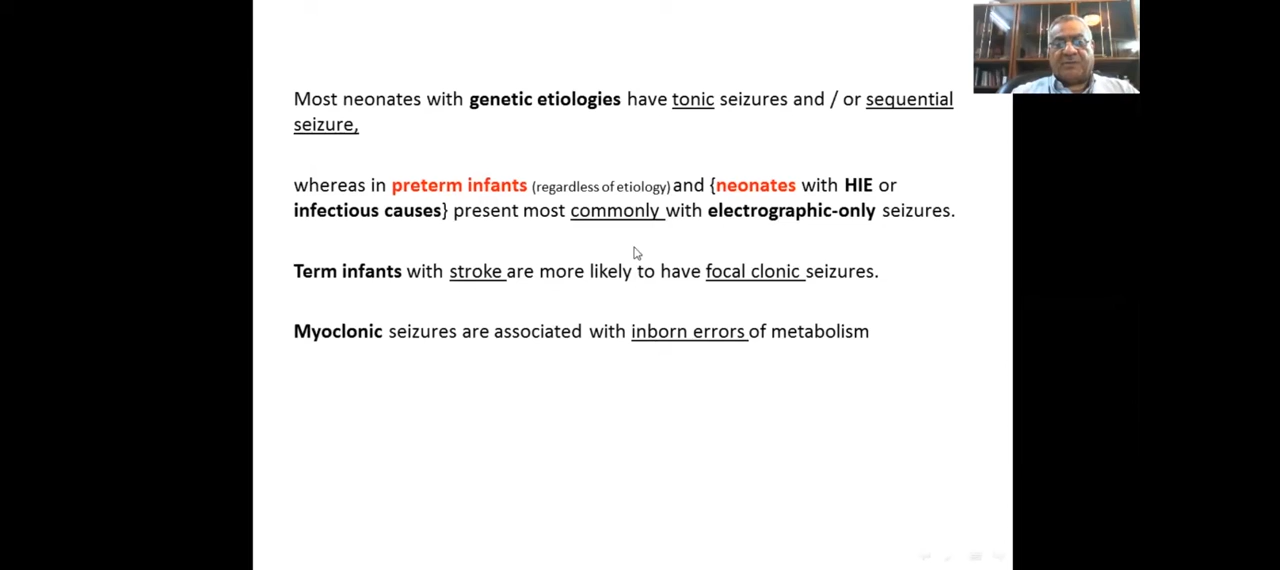 Most neonates with genetic etiologies have tonic seizures and / or sequential
seizure,
whereas in preterm infants (regardless of etiology) and {neonates with HIE or
infectious causes} present most commonly with electrographic-only seizures.
Term infants with stroke are more likely to have focal clonic seizures.
Myoclonic seizures are associated with inborn errors of metabolism